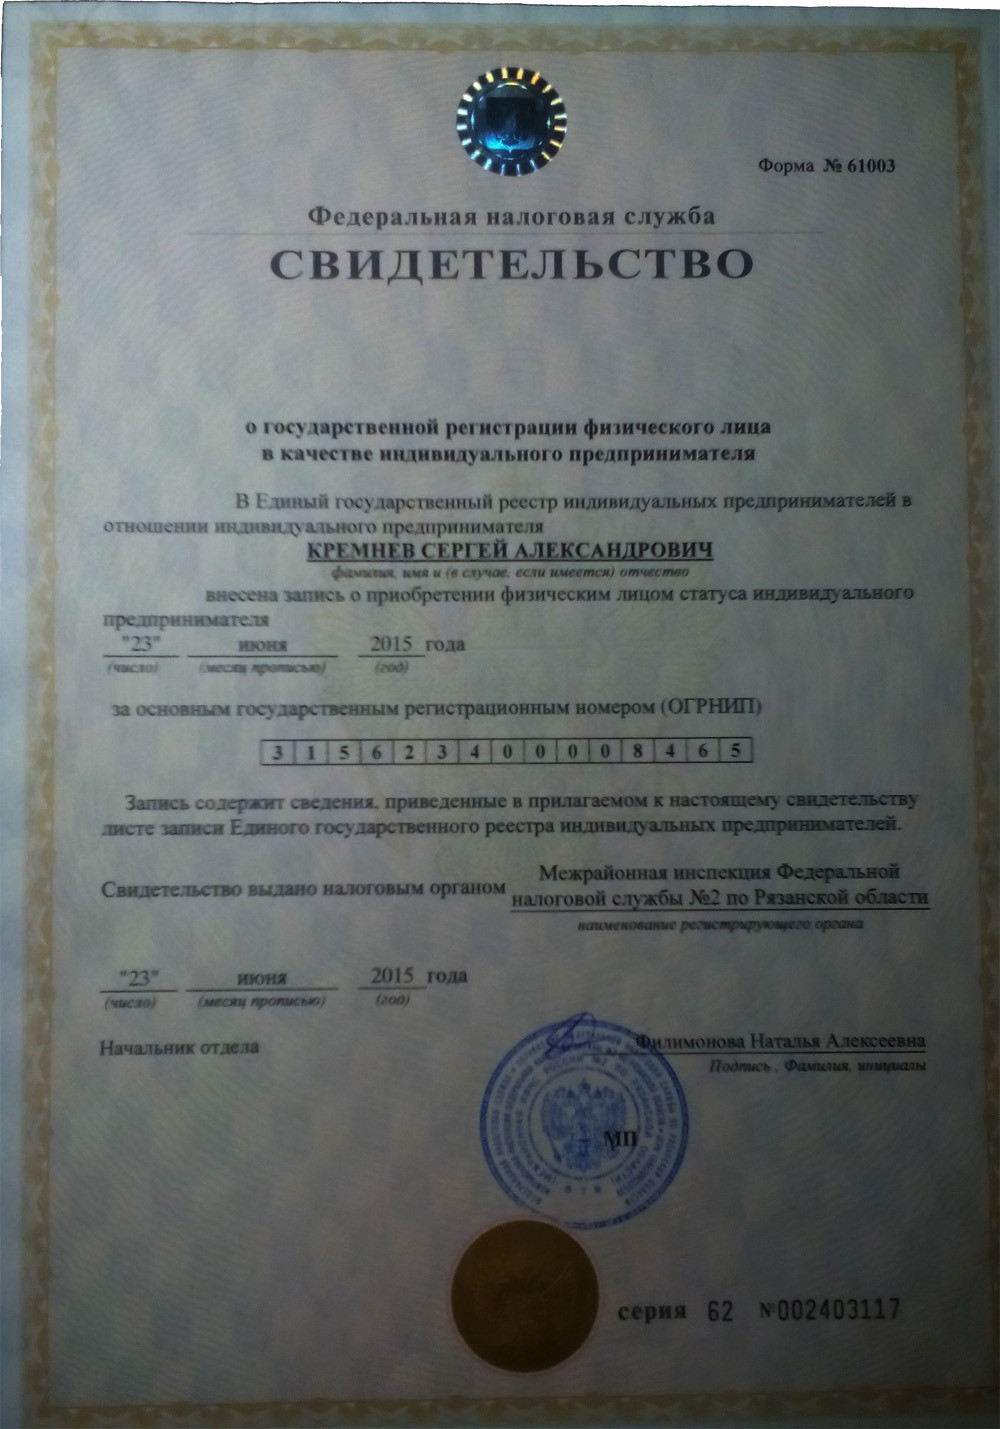 Форма № 61003
Федеральная налоговая служба
СВИДЕТЕЛЬСТВО
о государственной регистрации физического лица
в качестве индивидуального предпринимателя
В Единый государственный реестр индивидуальных предпринимателей в
отношении индивидуального предпринимателя
КРЕМНЕВ СЕРГЕЙ АЛЕКСАНДРОВИЧ
фамилия, имя и (в случае, если имеется) отчество
внесена запись о приобретении физическим лицом статуса индивидуального
предпринимателя
"23" июня 2015 года
(число) (месяц прописью) (год)
за основным государственным регистрационным номером (ОГРНИП)
3 1 5 6 2 3 4 0 0 0 0 8 4 6 5
Запись содержит сведения, приведенные в прилагаемом к настоящему свидетельству
листе записи Единого государственного реестра индивидуальных предпринимателей.
Свидетельство выдано налоговым органом Межрайонная инспекция Федеральной
налоговой службы №2 по Рязанской области
наименование регистрирующего органа
"23" июня 2015 года
(число) (месяц прописью) (год)
Начальник отдела Филимонова Наталья Алексеевна
Подпись , Фамилия, инициалы
МП
серия 62 №002403117